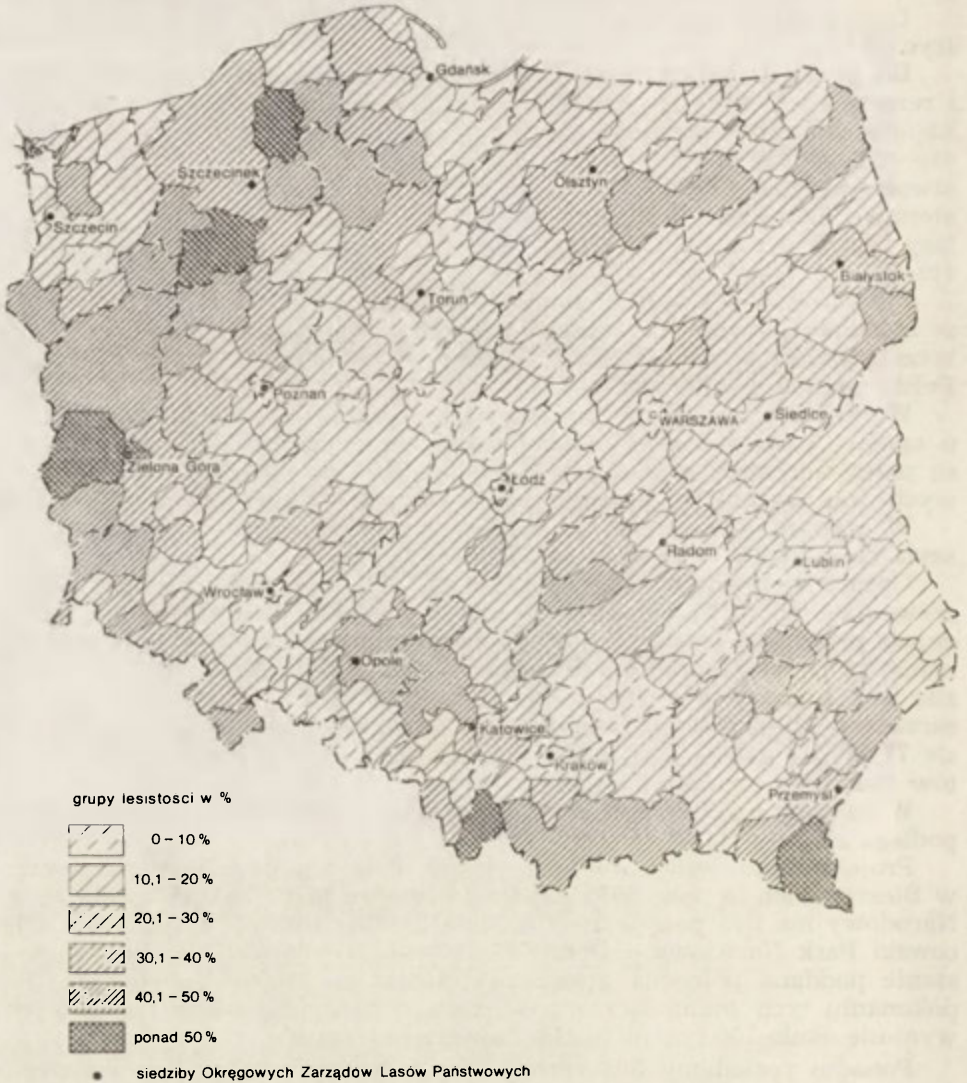 Gdańsk
Szczecinek
Olsztyn
Szczecin
Białystok
Toruń
Poznań
WARSZAWA
Siedlce
Zielona Góra
Łódź
Radom
Lublin
Wrocław
Opole
Katowice
Kraków
Przemyśl
grupy lesistosci w %
0 – 10 %
10,1 – 20 %
20,1 – 30 %
30,1 – 40 %
40,1 – 50 %
ponad 50 %
siedziby Okręgowych Zarządów Lasów Państwowych